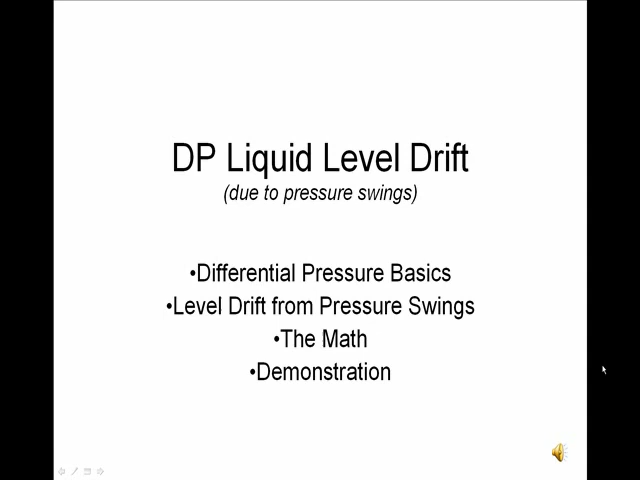 DP Liquid Level Drift
(due to pressure swings)
•Differential Pressure Basics
•Level Drift from Pressure Swings
•The Math
•Demonstration